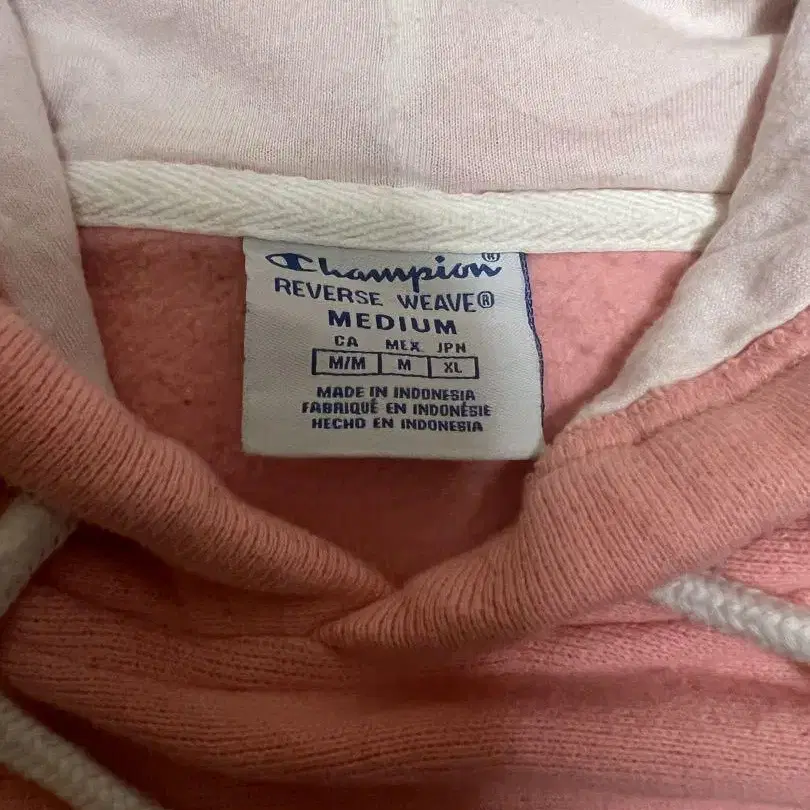 Champion®
REVERSE WEAVE®
MEDIUM
CA MEX JPN
M/M M XL
MADE IN INDONESIA
FABRIQUÉ EN INDONÉSIE
HECHO EN INDONESIA